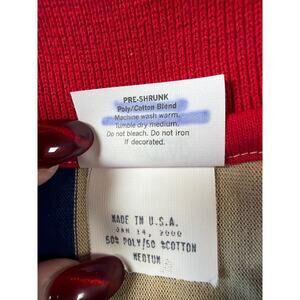 PRE-SHRUNK
Poly/Cotton Blend
Machine wash warm.
Tumble dry medium.
Do not bleach. Do not iron
if decorated.
MADE IN U.S.A.
JAN 14, 2000
50% POLY/50 %COTTON
MEDIUM